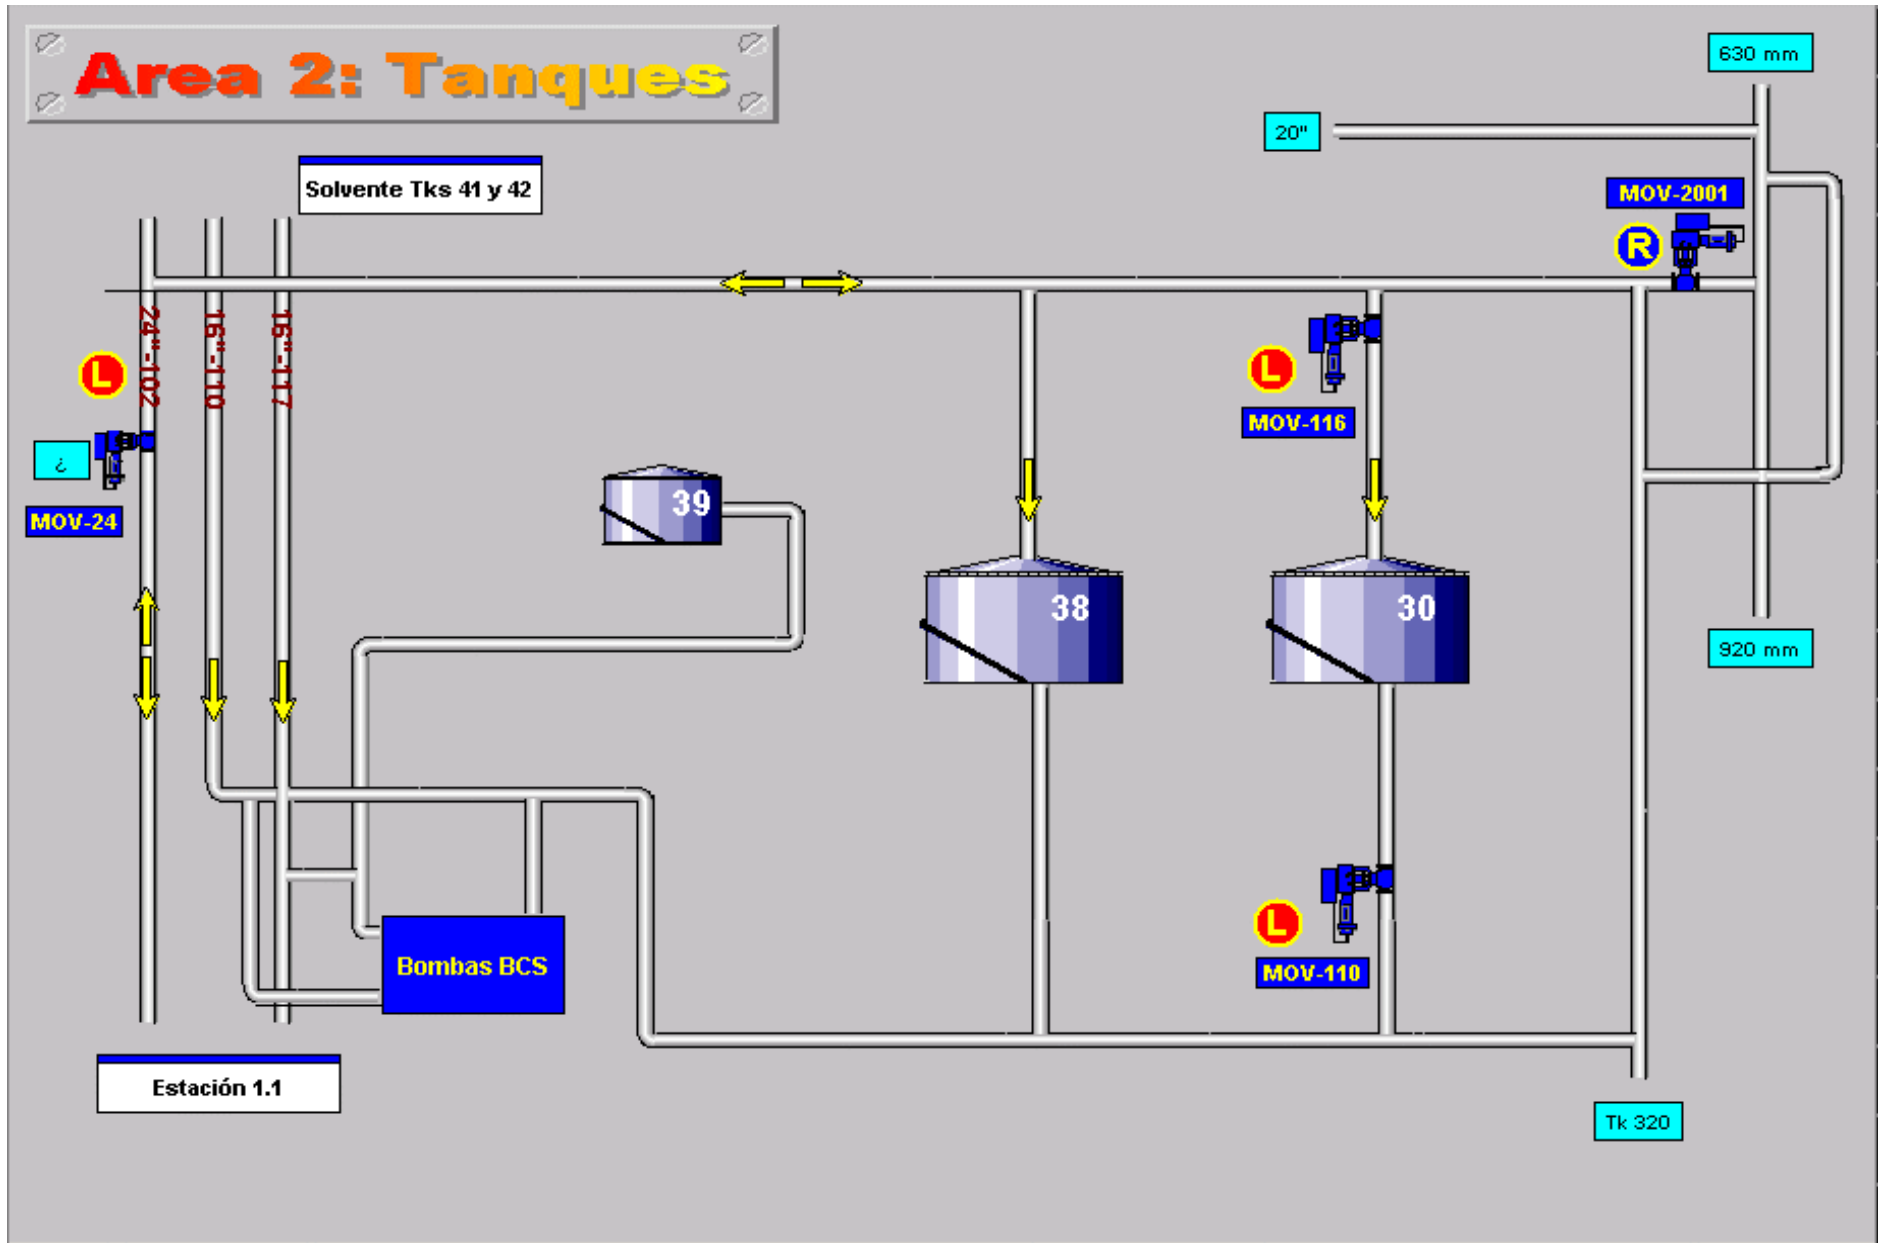 Area 2: Tanques
630 mm
20"
Solvente Tks 41 y 42
MOV-2001
R
24"-102
16"-110
16"-117
L
L
MOV-116
¿
MOV-24
39
38
30
920 mm
L
Bombas BCS
MOV-110
Estación 1.1
Tk 320